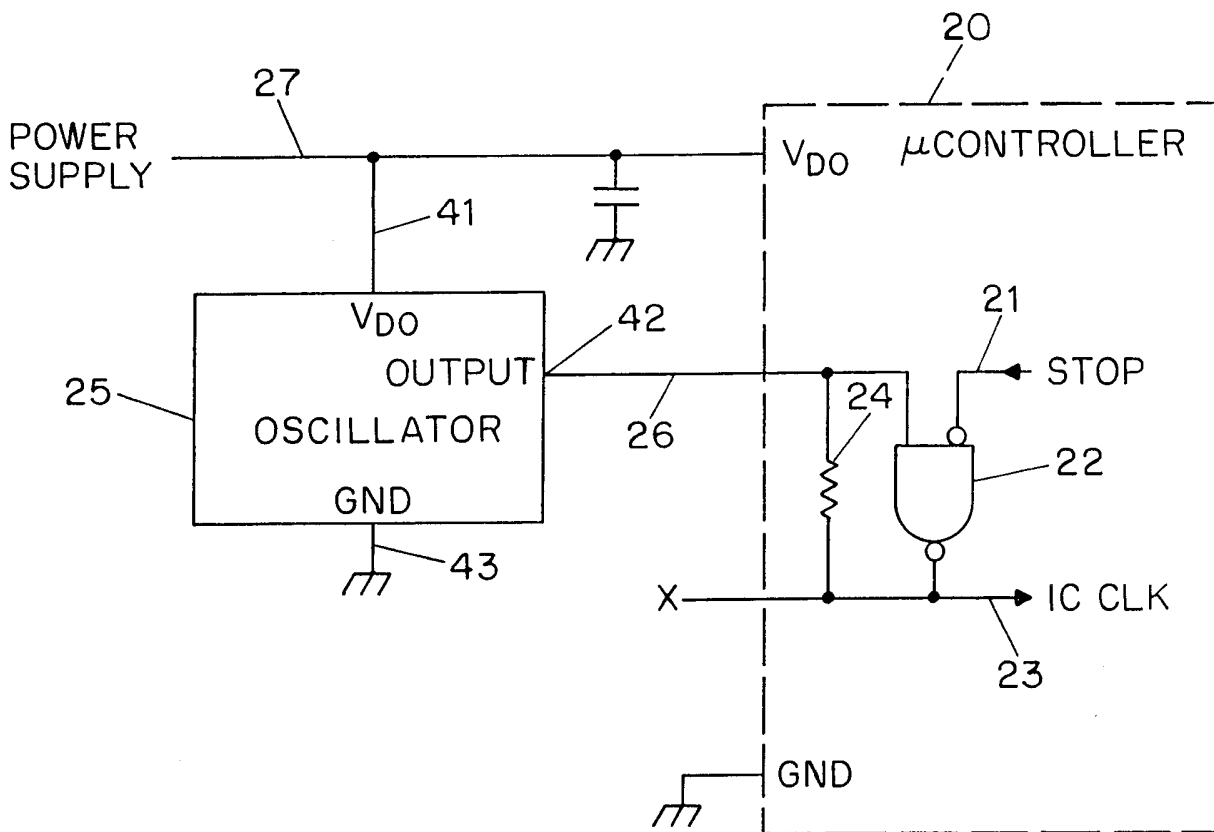 20
27
POWER
SUPPLY
V_DO
μCONTROLLER
41
V_DO
42
21
OUTPUT
STOP
25
24
26
OSCILLATOR
22
GND
43
X
IC CLK
23
GND